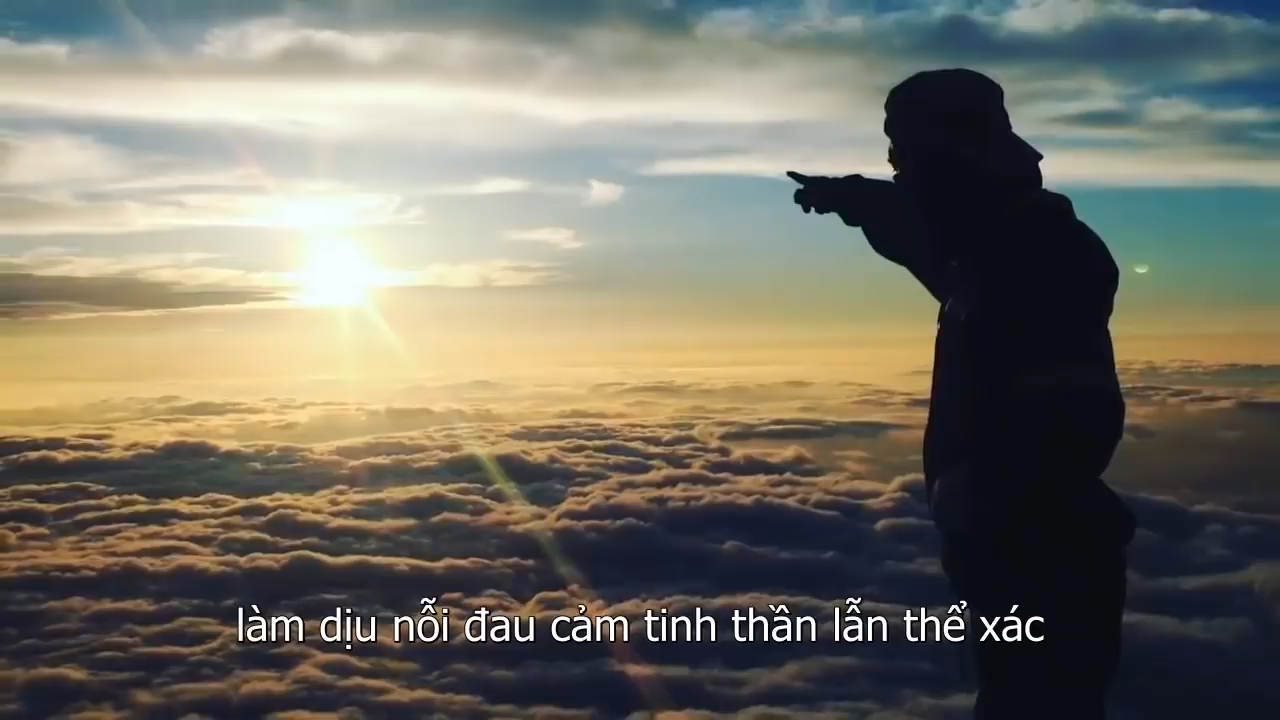 làm dịu nỗi đau cảm tinh thần lẫn thể xác